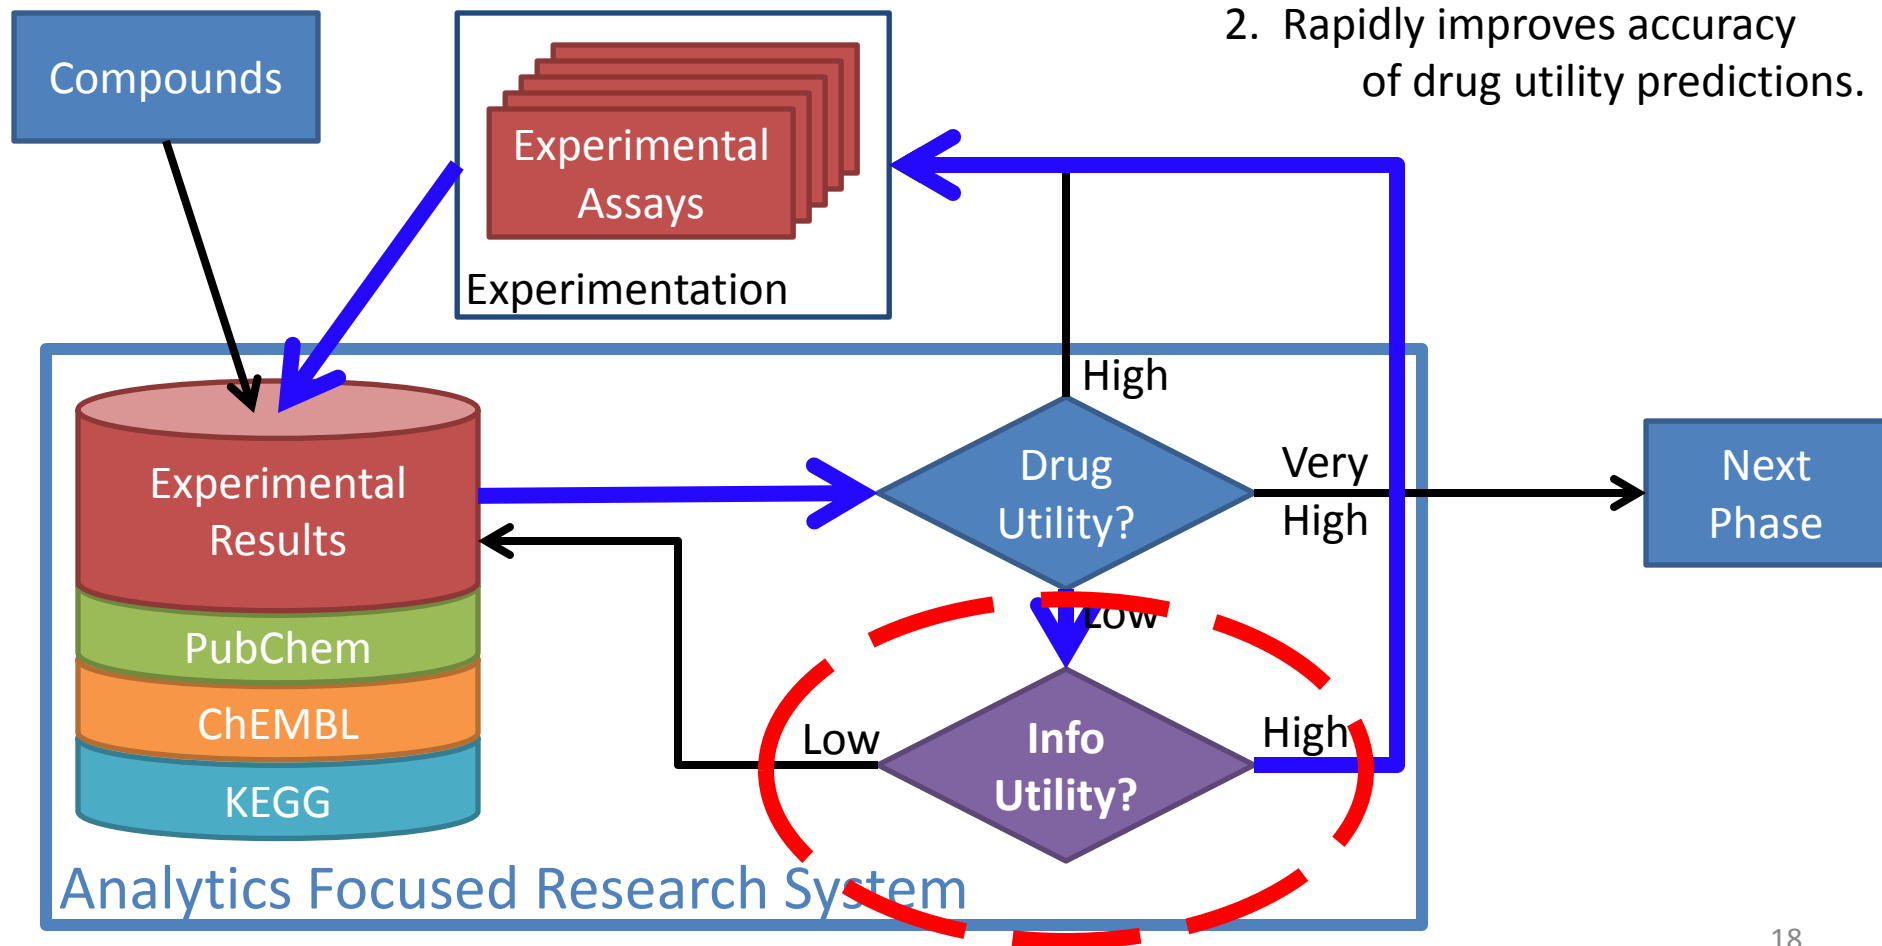 2. Rapidly improves accuracy
of drug utility predictions.
Compounds
Experimental
Assays
Experimentation
High
Experimental
Results
PubChem
ChEMBL
KEGG
Drug
Utility?
Very
High
Next
Phase
Low
Low
Info
Utility?
High
Analytics Focused Research System
18